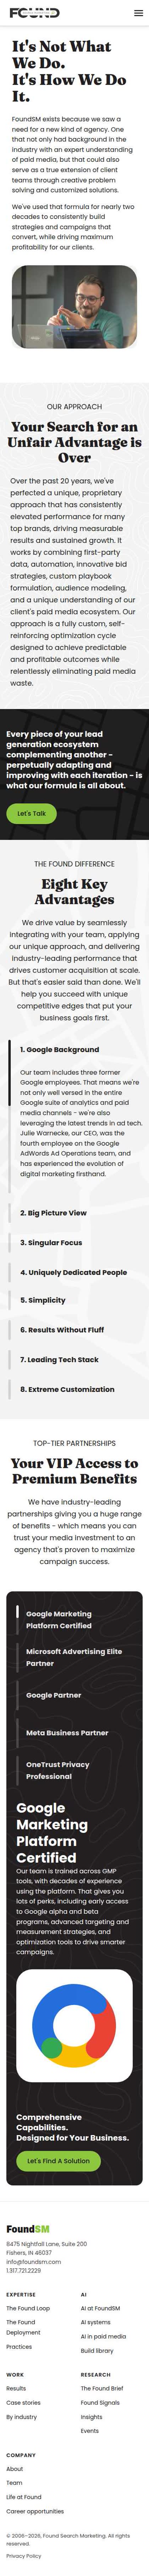 FOUND
It's Not What
We Do.
It's How We Do
It.
FoundSM exists because we saw a
need for a new kind of agency. One
that not only had background in the
industry with an expert understanding
of paid media, but that could also
serve as a true extension of client
teams through creative problem
solving and customized solutions.
We've used that formula for nearly two
decades to consistently build
strategies and campaigns that
convert, while driving maximum
profitability for our clients.
OUR APPROACH
Your Search for an
Unfair Advantage is
Over
Over the past 20 years, we've
perfected a unique, proprietary
approach that has consistently
elevated performance for many
top brands, driving measurable
results and sustained growth. It
works by combining first-party
data, automation, innovative bid
strategies, custom playbook
formulation, audience modeling,
and a unique understanding of our
client's paid media ecosystem. Our
approach is a fully custom, self-
reinforcing optimization cycle
designed to achieve predictable
and profitable outcomes while
relentlessly eliminating paid media
waste.
Every piece of your lead
generation ecosystem
complementing another -
perpetually adapting and
improving with each iteration - is
what our formula is all about.
Let's Talk
THE FOUND DIFFERENCE
Eight Key
Advantages
We drive value by seamlessly
integrating with your team, applying
our unique approach, and delivering
industry-leading performance that
drives customer acquisition at scale.
But that's easier said than done. We'll
help you succeed with unique
competitive edges that put your
business goals first.
1. Google Background
Our team includes three former
Google employees. That means we're
not only well versed in the entire
Google suite of analytics and paid
media channels - we're also
leveraging the latest trends in ad tech.
Julie Warnecke, our CEO, was the
fourth employee on the Google
AdWords Ad Operations team, and
has experienced the evolution of
digital marketing firsthand.
2. Big Picture View
3. Singular Focus
4. Uniquely Dedicated People
5. Simplicity
6. Results Without Fluff
7. Leading Tech Stack
8. Extreme Customization
TOP-TIER PARTNERSHIPS
Your VIP Access to
Premium Benefits
We have industry-leading
partnerships giving you a huge range
of benefits - which means you can
trust your media investment to an
agency that's proven to maximize
campaign success.
Google Marketing
Platform Certified
Microsoft Advertising Elite
Partner
Google Partner
Meta Business Partner
OneTrust Privacy
Professional
Google
Marketing
Platform
Certified
Our team is trained across GMP
tools, with decades of experience
using the platform. That gives you
lots of pros, including early access
to Google alpha and beta
programs, advanced targeting and
measurement strategies, and
optimization tools to drive smarter
campaigns.
Comprehensive
Capabilities.
Designed for Your Business.
Let's Find A Solution
FoundSM
8475 Nightfall Lane, Suite 200
Fishers, IN 46037
info@foundsm.com
1.317.721.2229
EXPERTISE
The Found Loop
The Found
Deployment
Practices
AI
AI at FoundSM
AI systems
AI in paid media
Build library
WORK
Results
Case stories
By industry
RESEARCH
The Found Brief
Found Signals
Insights
Events
COMPANY
About
Team
Life at Found
Career opportunities
© 2006–2026, Found Search Marketing. All rights
reserved.
Privacy Policy